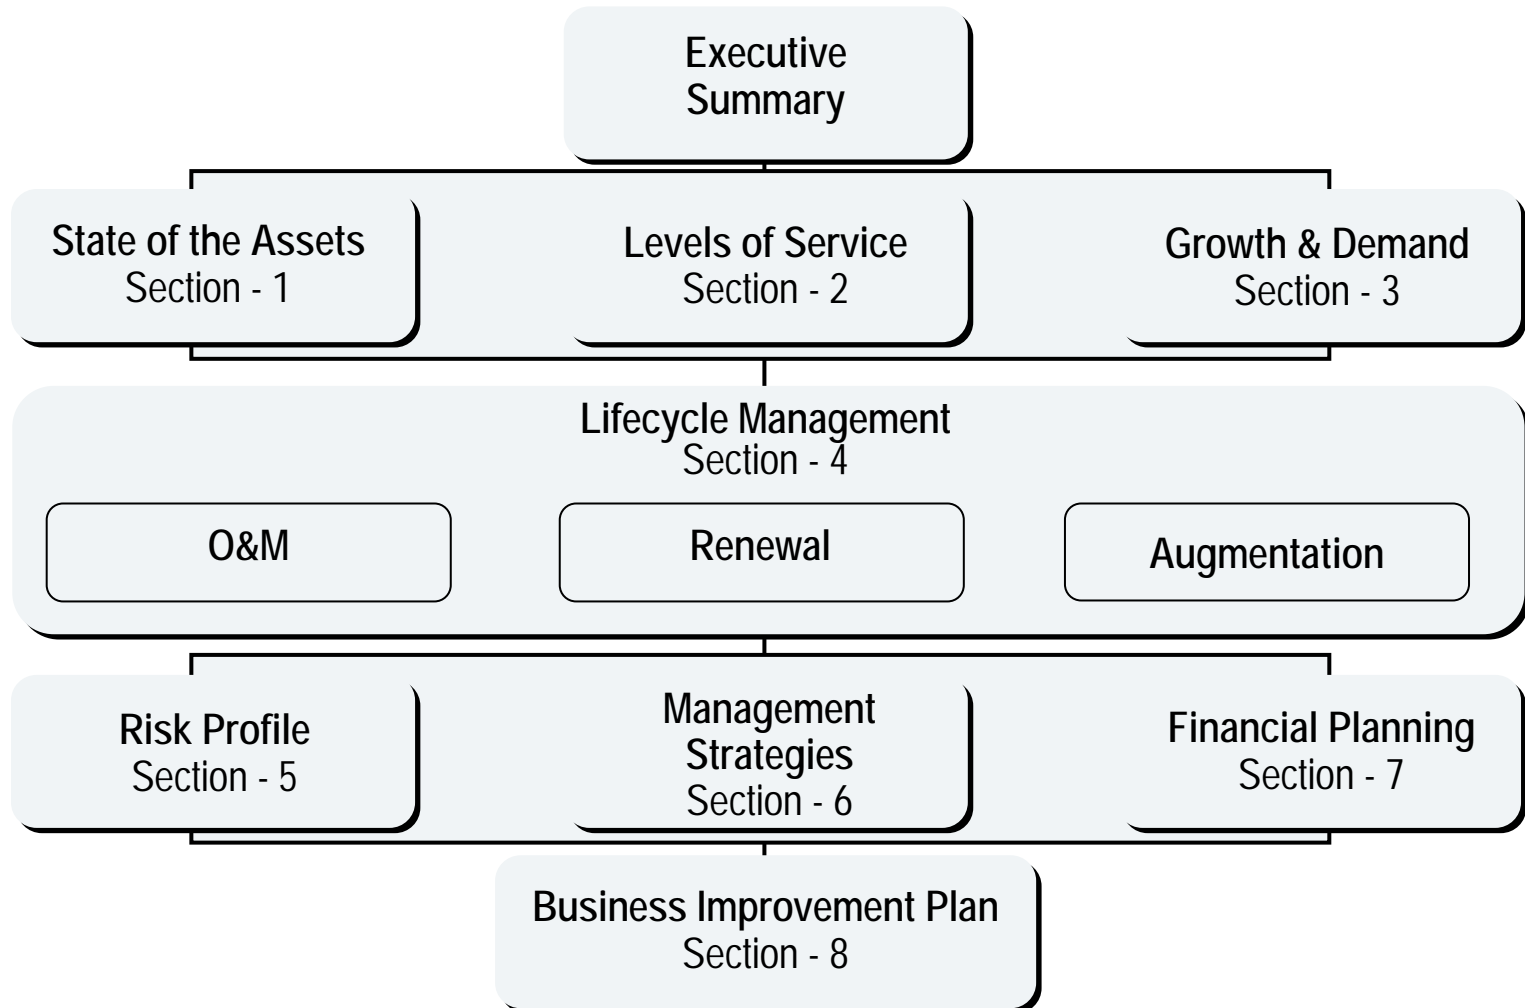 Executive
Summary
State of the Assets
Section - 1
Levels of Service
Section - 2
Growth & Demand
Section - 3
Lifecycle Management
Section - 4
O&M
Renewal
Augmentation
Risk Profile
Section - 5
Management
Strategies
Section - 6
Financial Planning
Section - 7
Business Improvement Plan
Section - 8